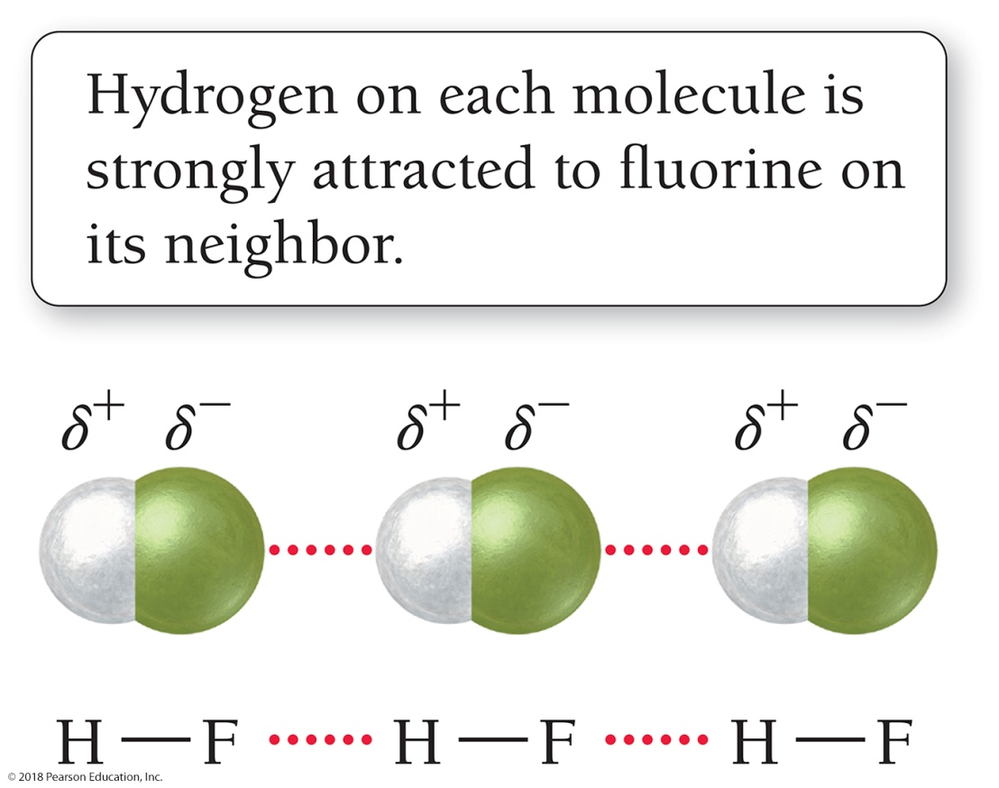 Hydrogen on each molecule is
strongly attracted to fluorine on
its neighbor.
δ+ δ− δ+ δ− δ+ δ−
H — F ······ H — F ······ H — F
© 2018 Pearson Education, Inc.